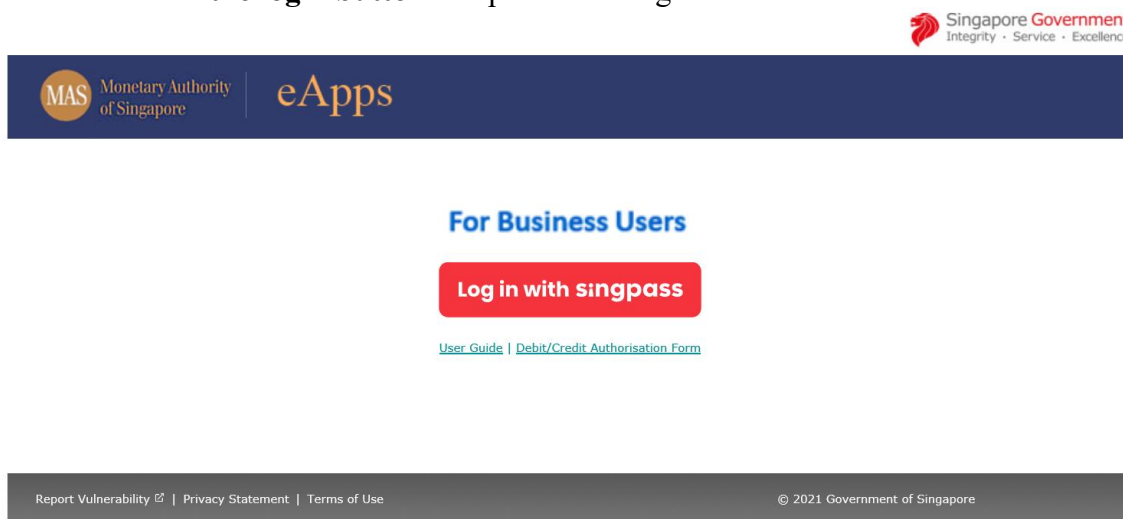 Singapore Governmen
Integrity · Service · Excellenc
MAS
Monetary Authority
of Singapore
eApps
For Business Users
Log in with singpass
User Guide | Debit/Credit Authorisation Form
Report Vulnerability | Privacy Statement | Terms of Use
© 2021 Government of Singapore